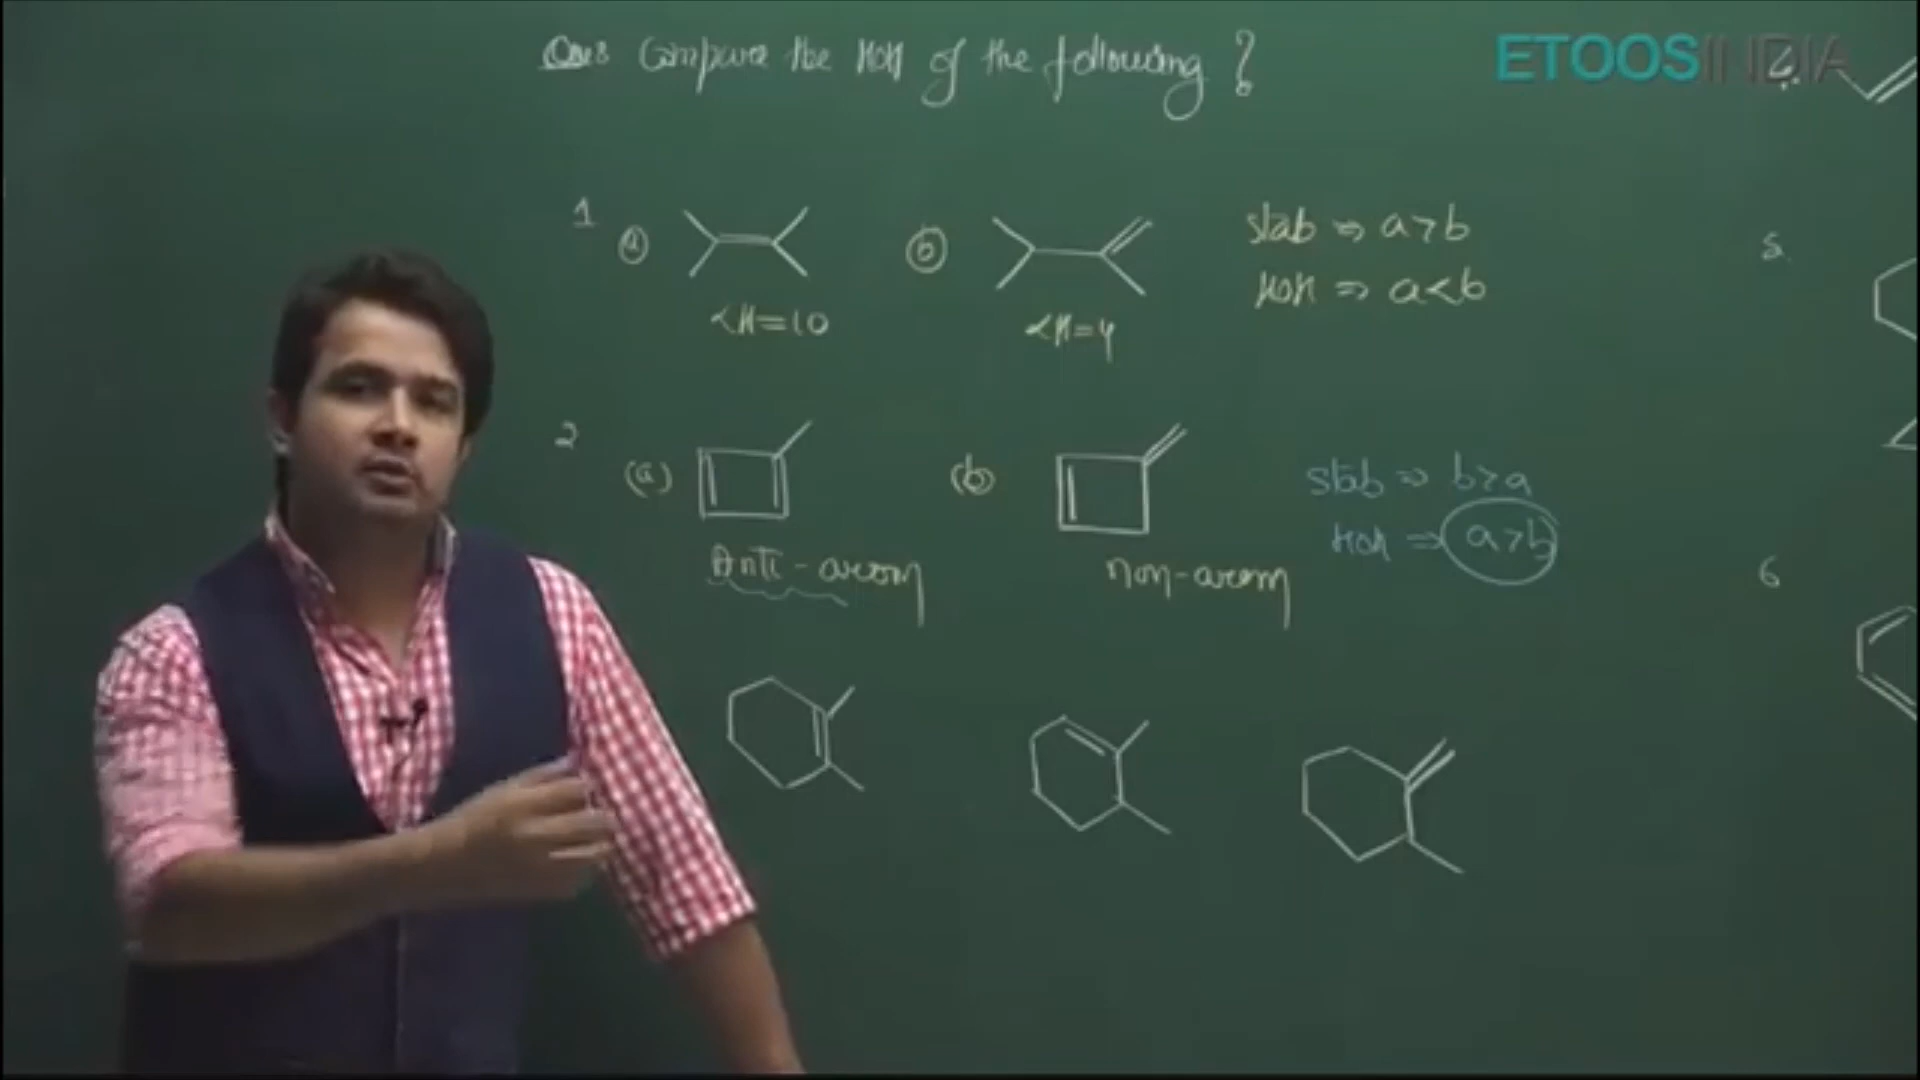 Ques Compare the HOH of the following ?
ETOOSINDIA
1
a
b
stab ⇒ a>b
HOH ⇒ a<b
αH=10
αH=4
5
2
(a)
(b)
stab ⇒ b>a
HOH ⇒ a>b
Anti-arom
non-arom
6